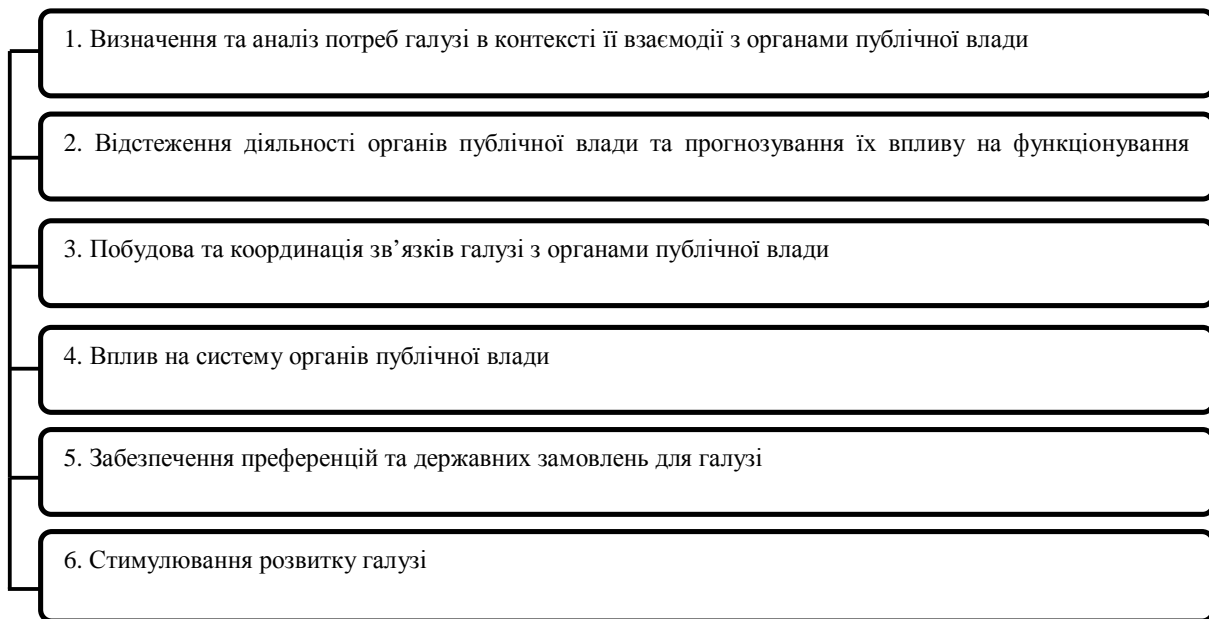 1. Визначення та аналіз потреб галузі в контексті її взаємодії з органами публічної влади
2. Відстеження діяльності органів публічної влади та прогнозування їх впливу на функціонування
3. Побудова та координація зв’язків галузі з органами публічної влади
4. Вплив на систему органів публічної влади
5. Забезпечення преференцій та державних замовлень для галузі
6. Стимулювання розвитку галузі